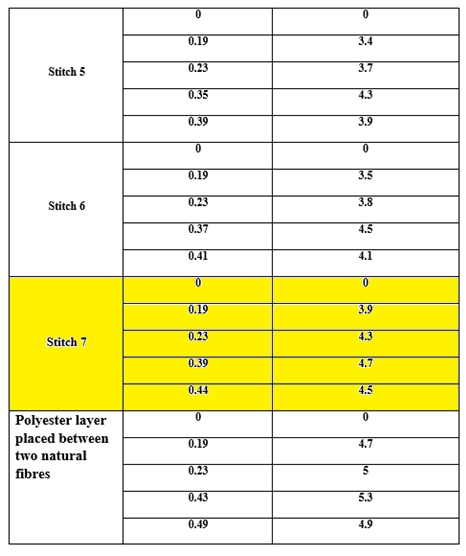 0 0
0.19 3.4
0.23 3.7
Stitch 5
0.35 4.3
0.39 3.9
0 0
0.19 3.5
0.23 3.8
Stitch 6
0.37 4.5
0.41 4.1
0 0
0.19 3.9
0.23 4.3
Stitch 7
0.39 4.7
0.44 4.5
Polyester layer
placed between
two natural
fibres
0 0
0.19 4.7
0.23 5
0.43 5.3
0.49 4.9